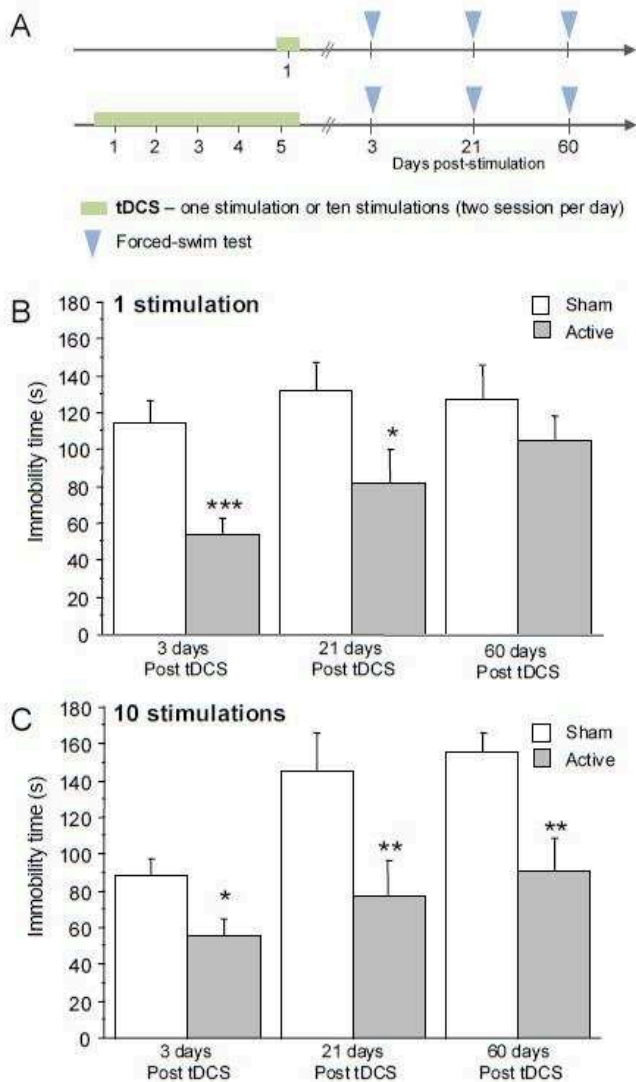 A
1
1 2 3 4 5 3 21 60
Days post-stimulation
tDCS – one stimulation or ten stimulations (two session per day)
Forced-swim test
B
1 stimulation
Sham
Active
Immobility time (s)
180
160
140
120
100
80
60
40
20
0
***
*
3 days
Post tDCS
21 days
Post tDCS
60 days
Post tDCS
C
10 stimulations
Sham
Active
Immobility time (s)
180
160
140
120
100
80
60
40
20
0
*
**
**
3 days
Post tDCS
21 days
Post tDCS
60 days
Post tDCS